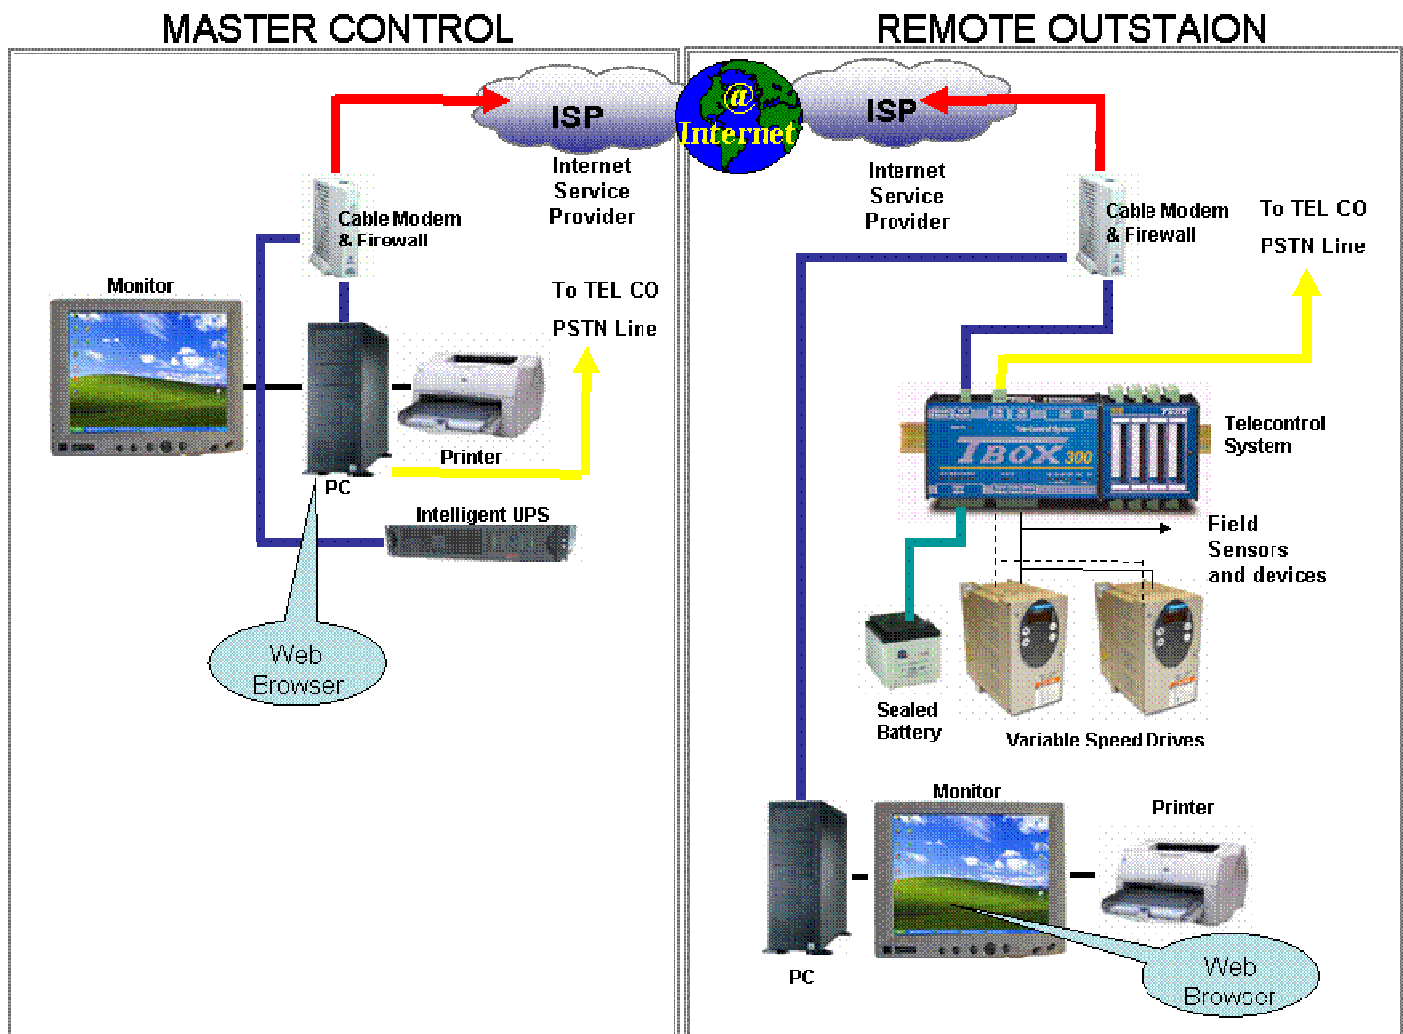 MASTER CONTROL
REMOTE OUTSTAION
ISP
@
Internet
ISP
Internet
Service
Provider
Internet
Service
Provider
Cable Modem
& Firewall
Cable Modem
& Firewall
To TEL CO
PSTN Line
Monitor
To TEL CO
PSTN Line
Printer
PC
Intelligent UPS
Web
Browser
TBOX 300
Telecontrol
System
Field
Sensors
and devices
Sealed
Battery
Variable Speed Drives
Monitor
Printer
PC
Web
Browser